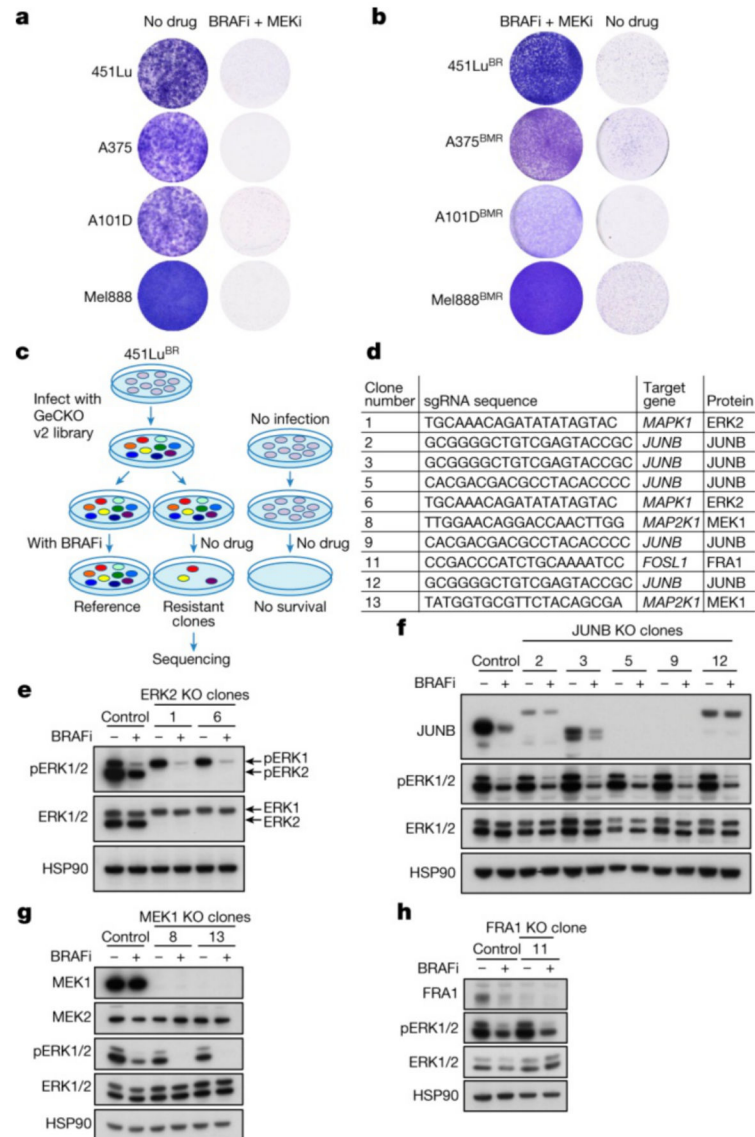 a
No drug BRAFi + MEKi
451Lu
A375
A101D
Mel888
b
BRAFi + MEKi No drug
451Lu^BR
A375^BMR
A101D^BMR
Mel888^BMR
c
451Lu^BR
Infect with
GeCKO
v2 library
No infection
With BRAFi
No drug
No drug
Reference
Resistant
clones
No survival
Sequencing
d
Clone number sgRNA sequence Target gene Protein
1 TGCAAACAGATATATAGTAC MAPK1 ERK2
2 GCGGGGCTGTCGAGTACCGC JUNB JUNB
3 GCGGGGCTGTCGAGTACCGC JUNB JUNB
5 CACGACGACGCCTACACCCC JUNB JUNB
6 TGCAAACAGATATATAGTAC MAPK1 ERK2
8 TTGGAACAGGACCAACTTGG MAP2K1 MEK1
9 CACGACGACGCCTACACCCC JUNB JUNB
11 CCGACCCATCTGCAAAATCC FOSL1 FRA1
12 GCGGGGCTGTCGAGTACCGC JUNB JUNB
13 TATGGTGCGTTCTACAGCGA MAP2K1 MEK1
e
ERK2 KO clones
Control 1 6
BRAFi − + − + − +
pERK1/2
pERK1
pERK2
ERK1/2
ERK1
ERK2
HSP90
f
JUNB KO clones
Control 2 3 5 9 12
BRAFi − + − + − + − + − + − +
JUNB
pERK1/2
ERK1/2
HSP90
g
MEK1 KO clones
Control 8 13
BRAFi − + − + − +
MEK1
MEK2
pERK1/2
ERK1/2
HSP90
h
FRA1 KO clone
Control 11
BRAFi − + − +
FRA1
pERK1/2
ERK1/2
HSP90